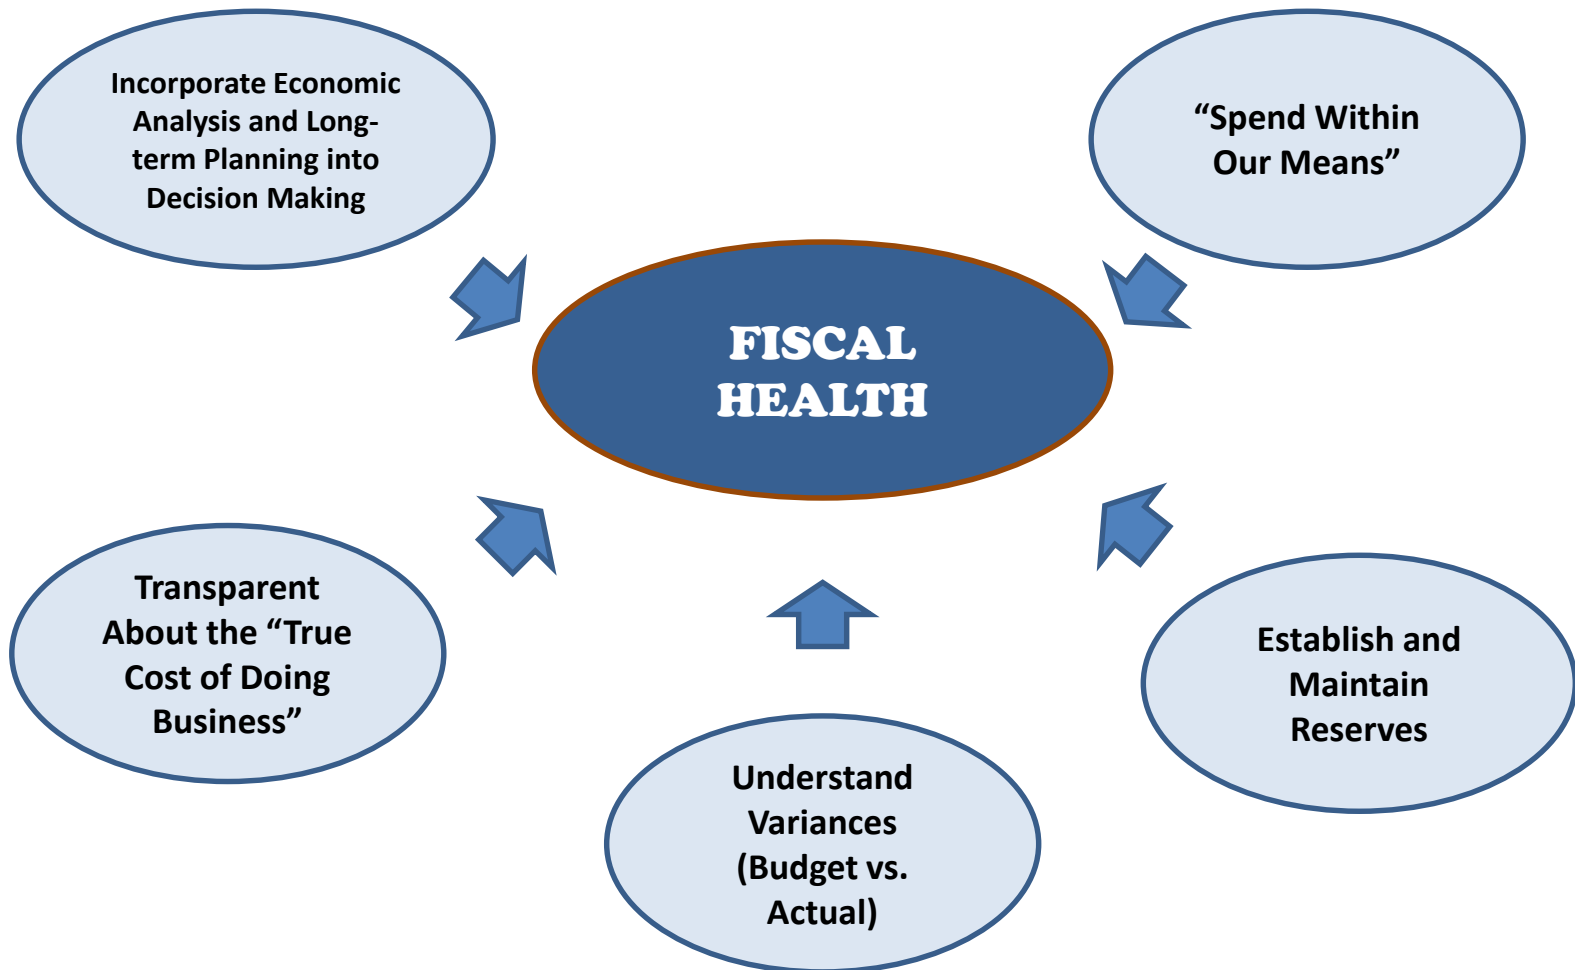 Incorporate Economic
Analysis and Long-
term Planning into
Decision Making
“Spend Within
Our Means”
FISCAL
HEALTH
Transparent
About the “True
Cost of Doing
Business”
Understand
Variances
(Budget vs.
Actual)
Establish and
Maintain
Reserves